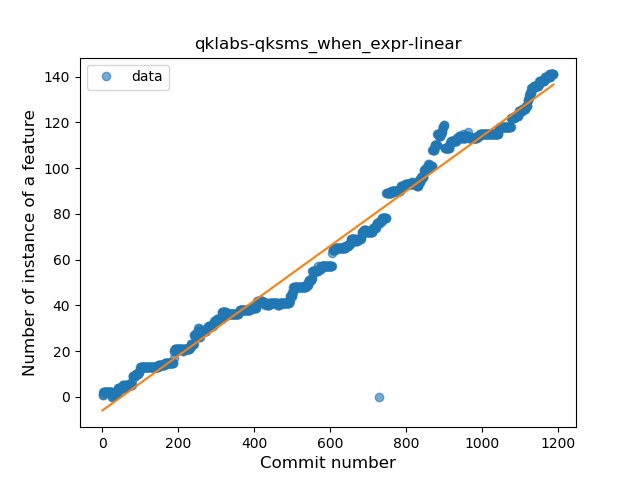 qklabs-qksms_when_expr-linear
data
Number of instance of a feature
140
120
100
80
60
40
20
0
0 200 400 600 800 1000 1200
Commit number